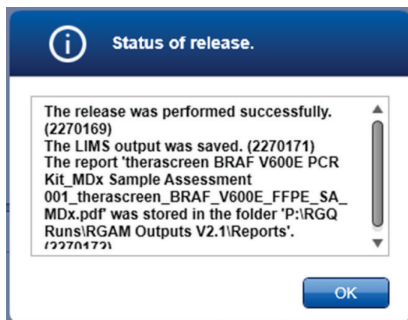 Status of release.
The release was performed successfully.
(2270169)
The LIMS output was saved. (2270171)
The report 'therascreen BRAF V600E PCR
Kit_MDx Sample Assessment
001_therascreen_BRAF_V600E_FFPE_SA_
MDx.pdf' was stored in the folder 'P:\RGQ
Runs\RGAM Outputs V2.1\Reports'.
(2270172)
OK